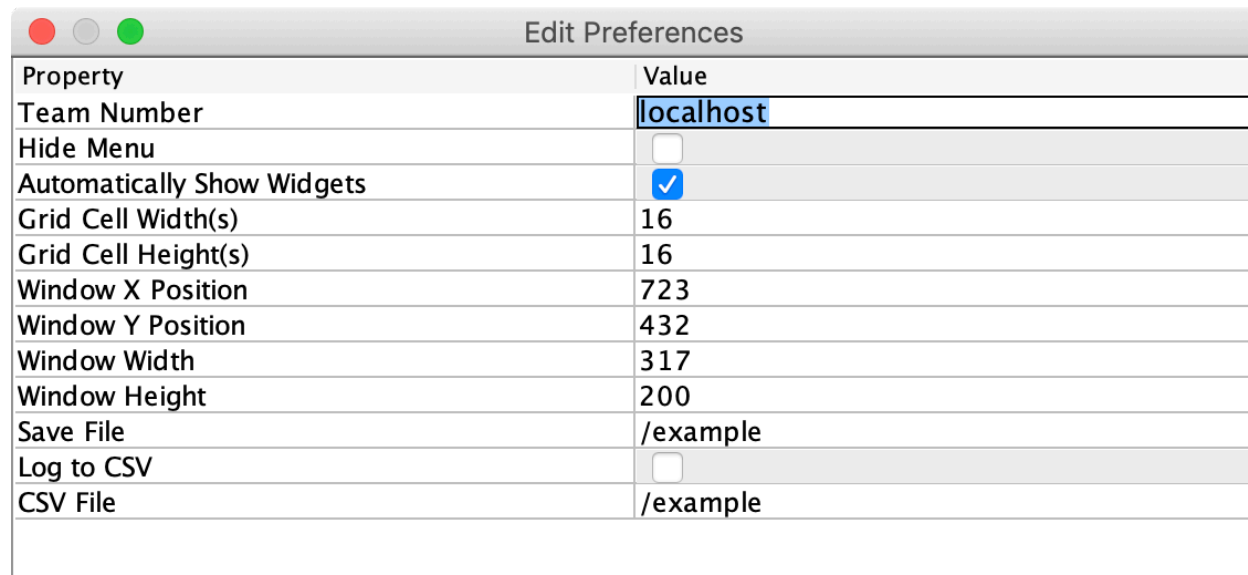 Edit Preferences
Property Value
Team Number localhost
Hide Menu
Automatically Show Widgets
Grid Cell Width(s) 16
Grid Cell Height(s) 16
Window X Position 723
Window Y Position 432
Window Width 317
Window Height 200
Save File /example
Log to CSV
CSV File /example